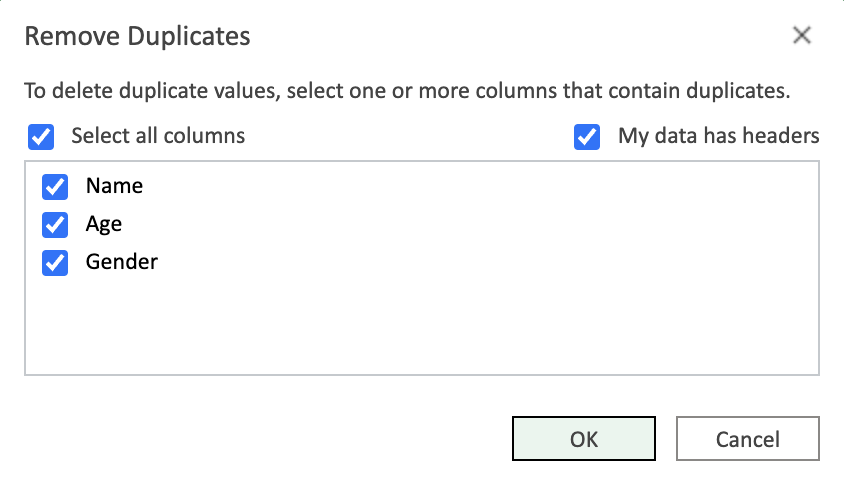 Remove Duplicates
To delete duplicate values, select one or more columns that contain duplicates.
Select all columns
My data has headers
Name
Age
Gender
OK
Cancel